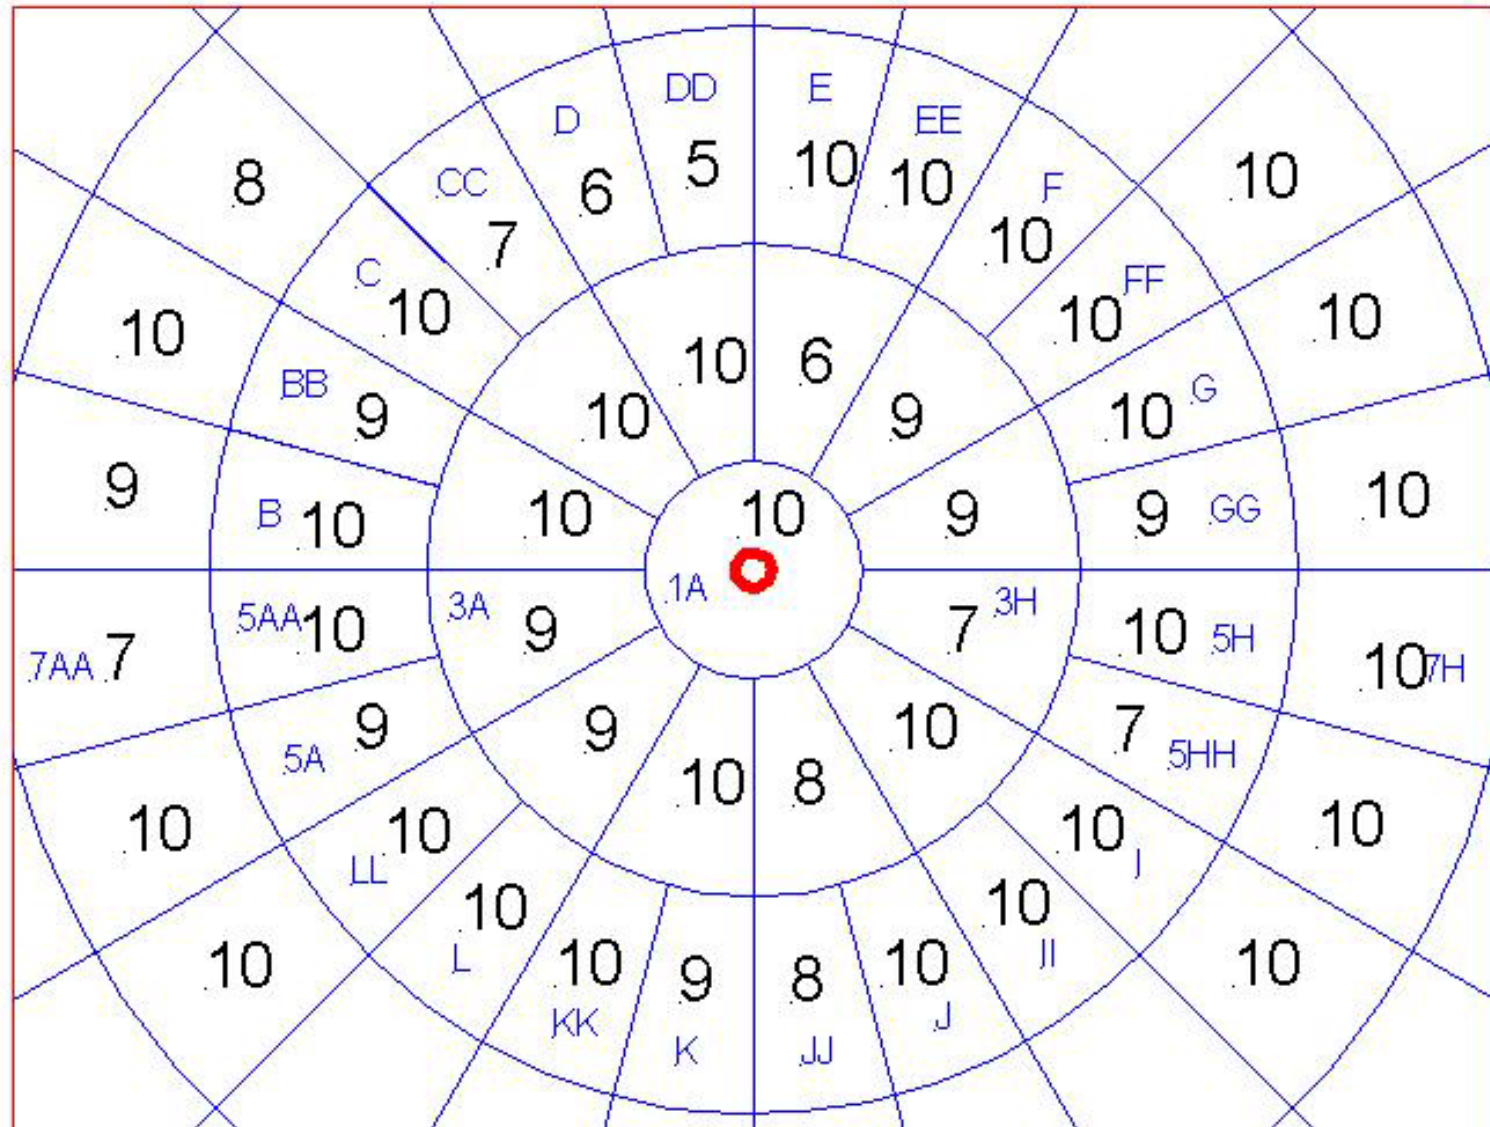 DD E
D EE
5 10
CC 6 10 F
8 10
7 10
C FF
10 10
10 10
BB 10 6 G
9 10 9 10
9 10
B 10 10 10 9 9 GG
1A
5AA 10 3A 9 7 3H 10 5H
7AA 7 10 7H
9 9 10 7
5A 5HH
10 8
10 10 10 10
LL I
10 10
L 10 9 8 10 II
10 10
KK J
K JJ